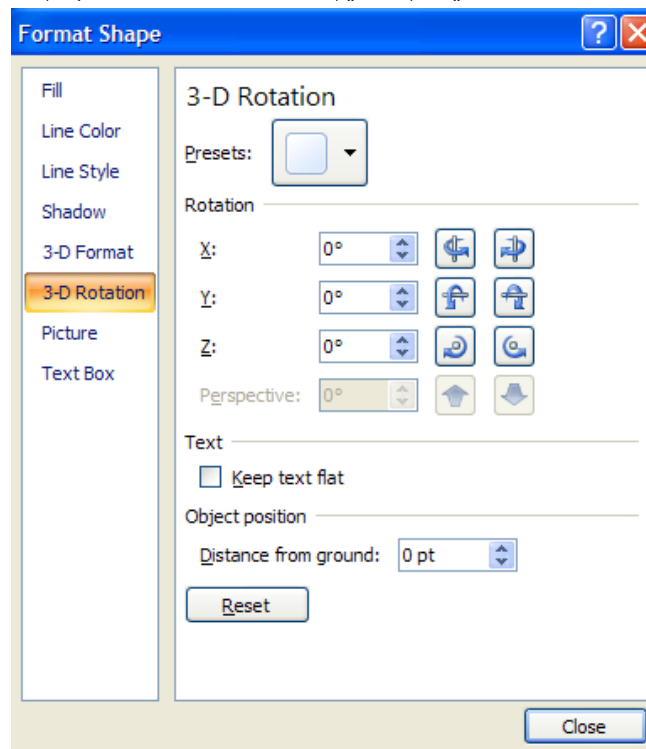 Format Shape
Fill
Line Color
Line Style
Shadow
3-D Format
3-D Rotation
Picture
Text Box
3-D Rotation
Presets:
Rotation
X: 0°
Y: 0°
Z: 0°
Perspective: 0°
Text
Keep text flat
Object position
Distance from ground: 0 pt
Reset
Close